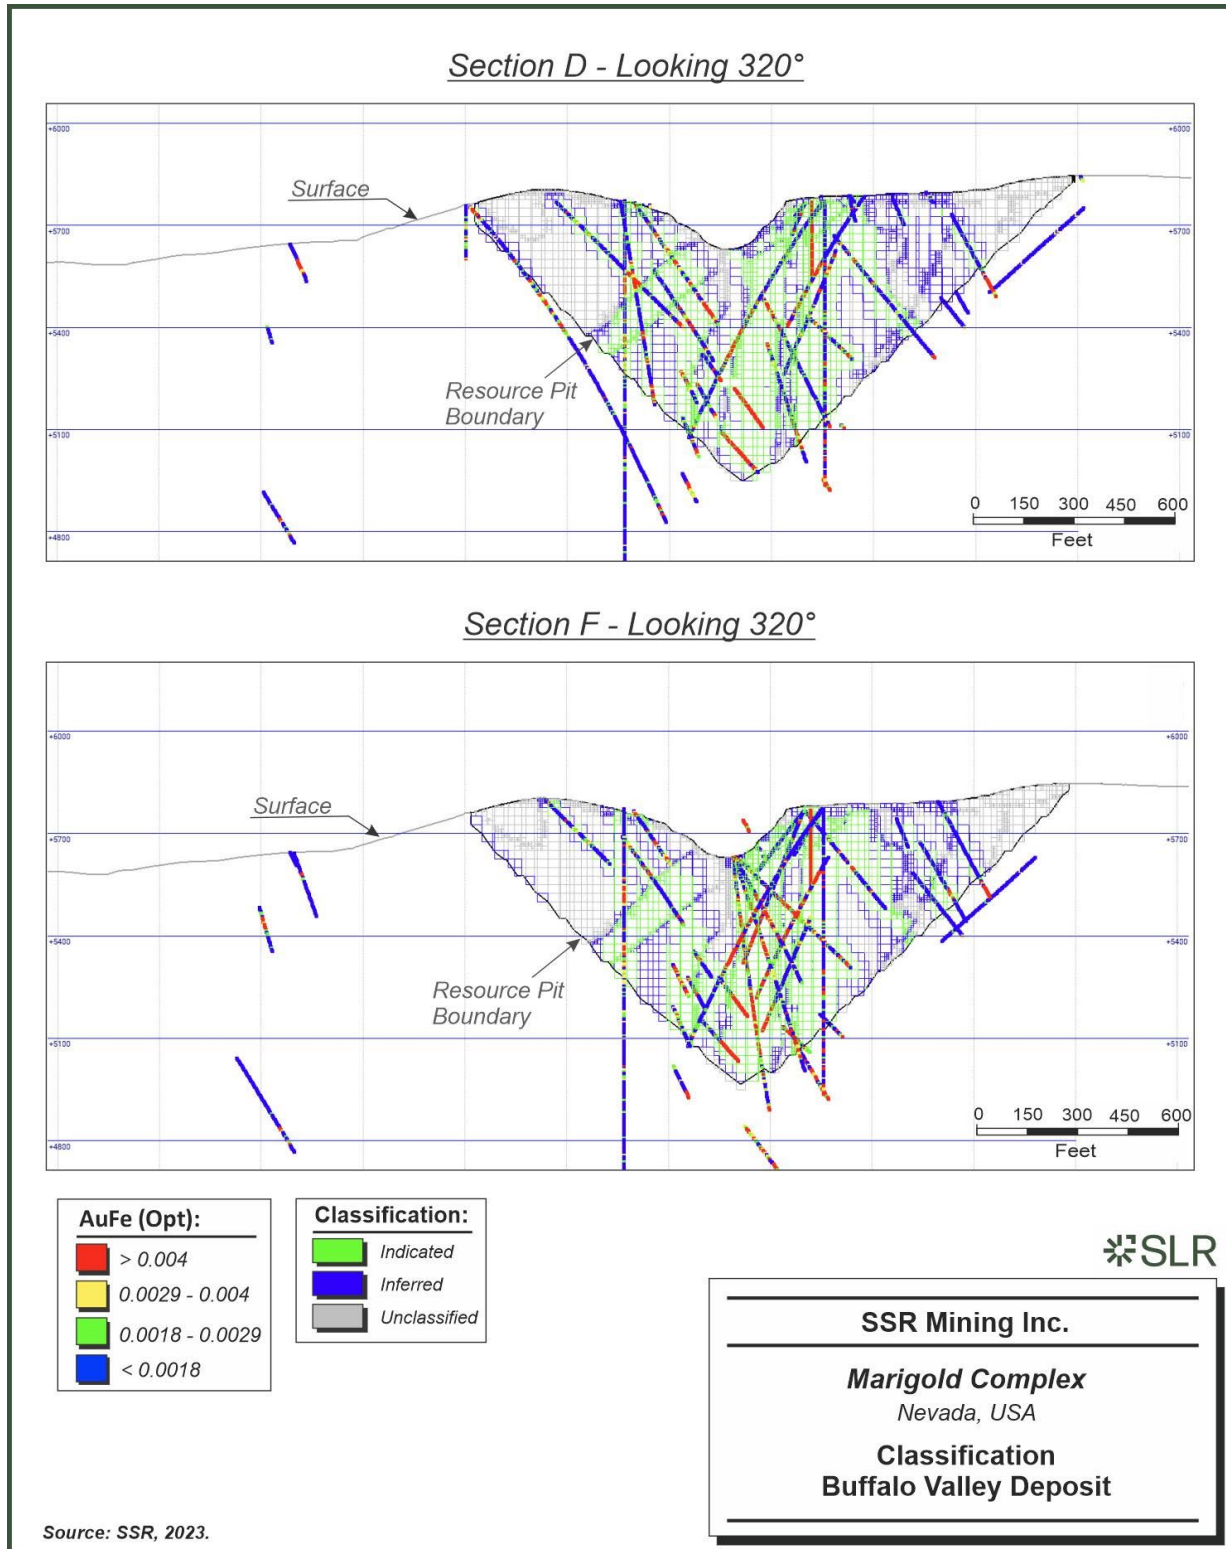 Section D - Looking 320°
+6000 +6000
Surface
+5700 +5700
+5400 +5400
Resource Pit
Boundary
+5100 +5100
0 150 300 450 600
Feet
+4800
Section F - Looking 320°
+6000 +6000
Surface
+5700 +5700
+5400 +5400
Resource Pit
Boundary
+5100 +5100
0 150 300 450 600
Feet
+4800
AuFe (Opt):
> 0.004
0.0029 - 0.004
0.0018 - 0.0029
< 0.0018
Classification:
Indicated
Inferred
Unclassified
SLR
SSR Mining Inc.
Marigold Complex
Nevada, USA
Classification
Buffalo Valley Deposit
Source: SSR, 2023.